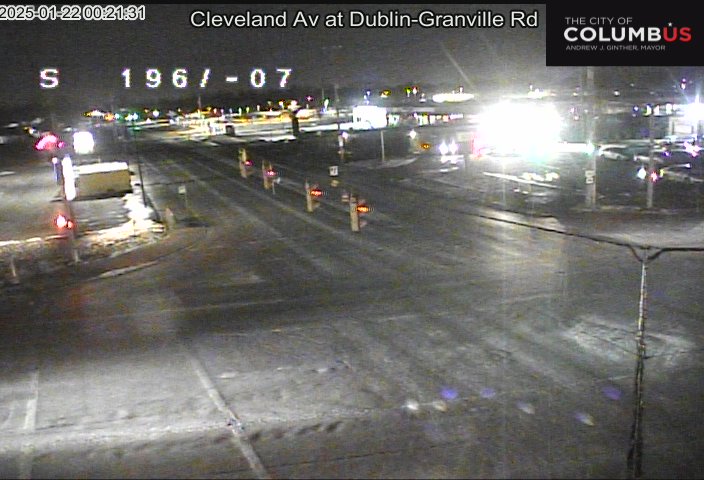 2025-01-22 00:21:31
Cleveland Av at Dublin-Granville Rd
THE CITY OF
COLUMBUS
ANDREW J. GINTHER, MAYOR
S 196/-07